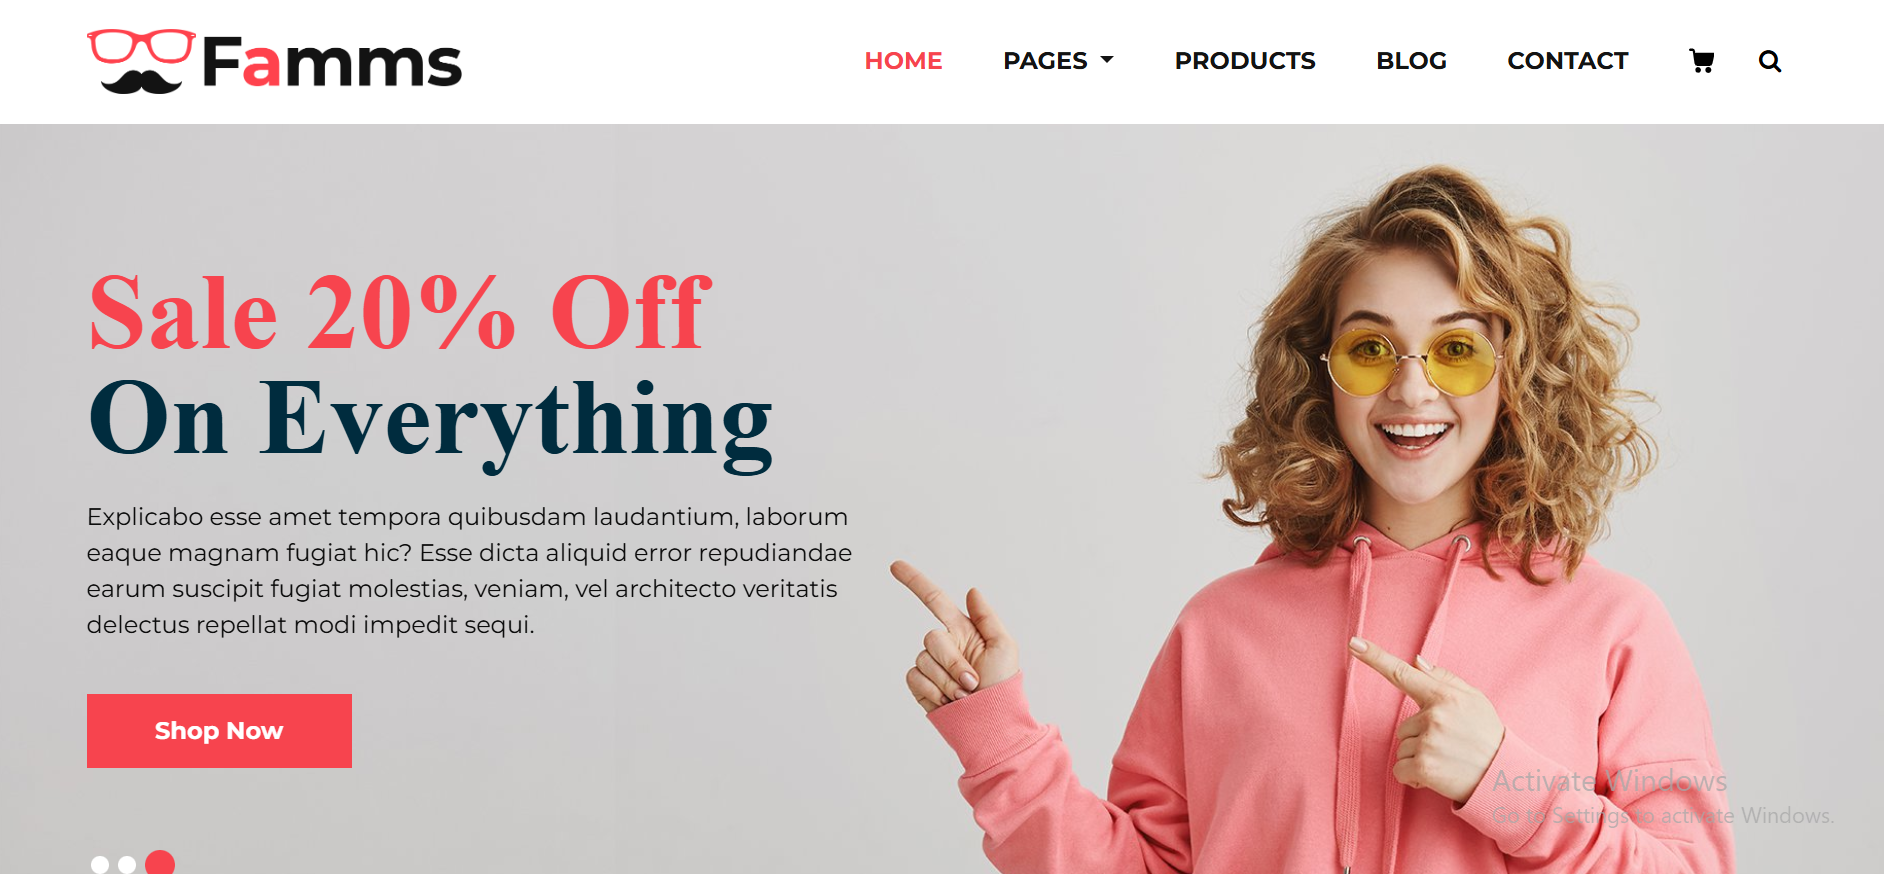 Famms
HOME PAGES PRODUCTS BLOG CONTACT
Sale 20% Off
On Everything
Explicabo esse amet tempora quibusdam laudantium, laborum
eaque magnam fugiat hic? Esse dicta aliquid error repudiandae
earum suscipit fugiat molestias, veniam, vel architecto veritatis
delectus repellat modi impedit sequi.
Shop Now
Activate Windows
Go to Settings to activate Windows.